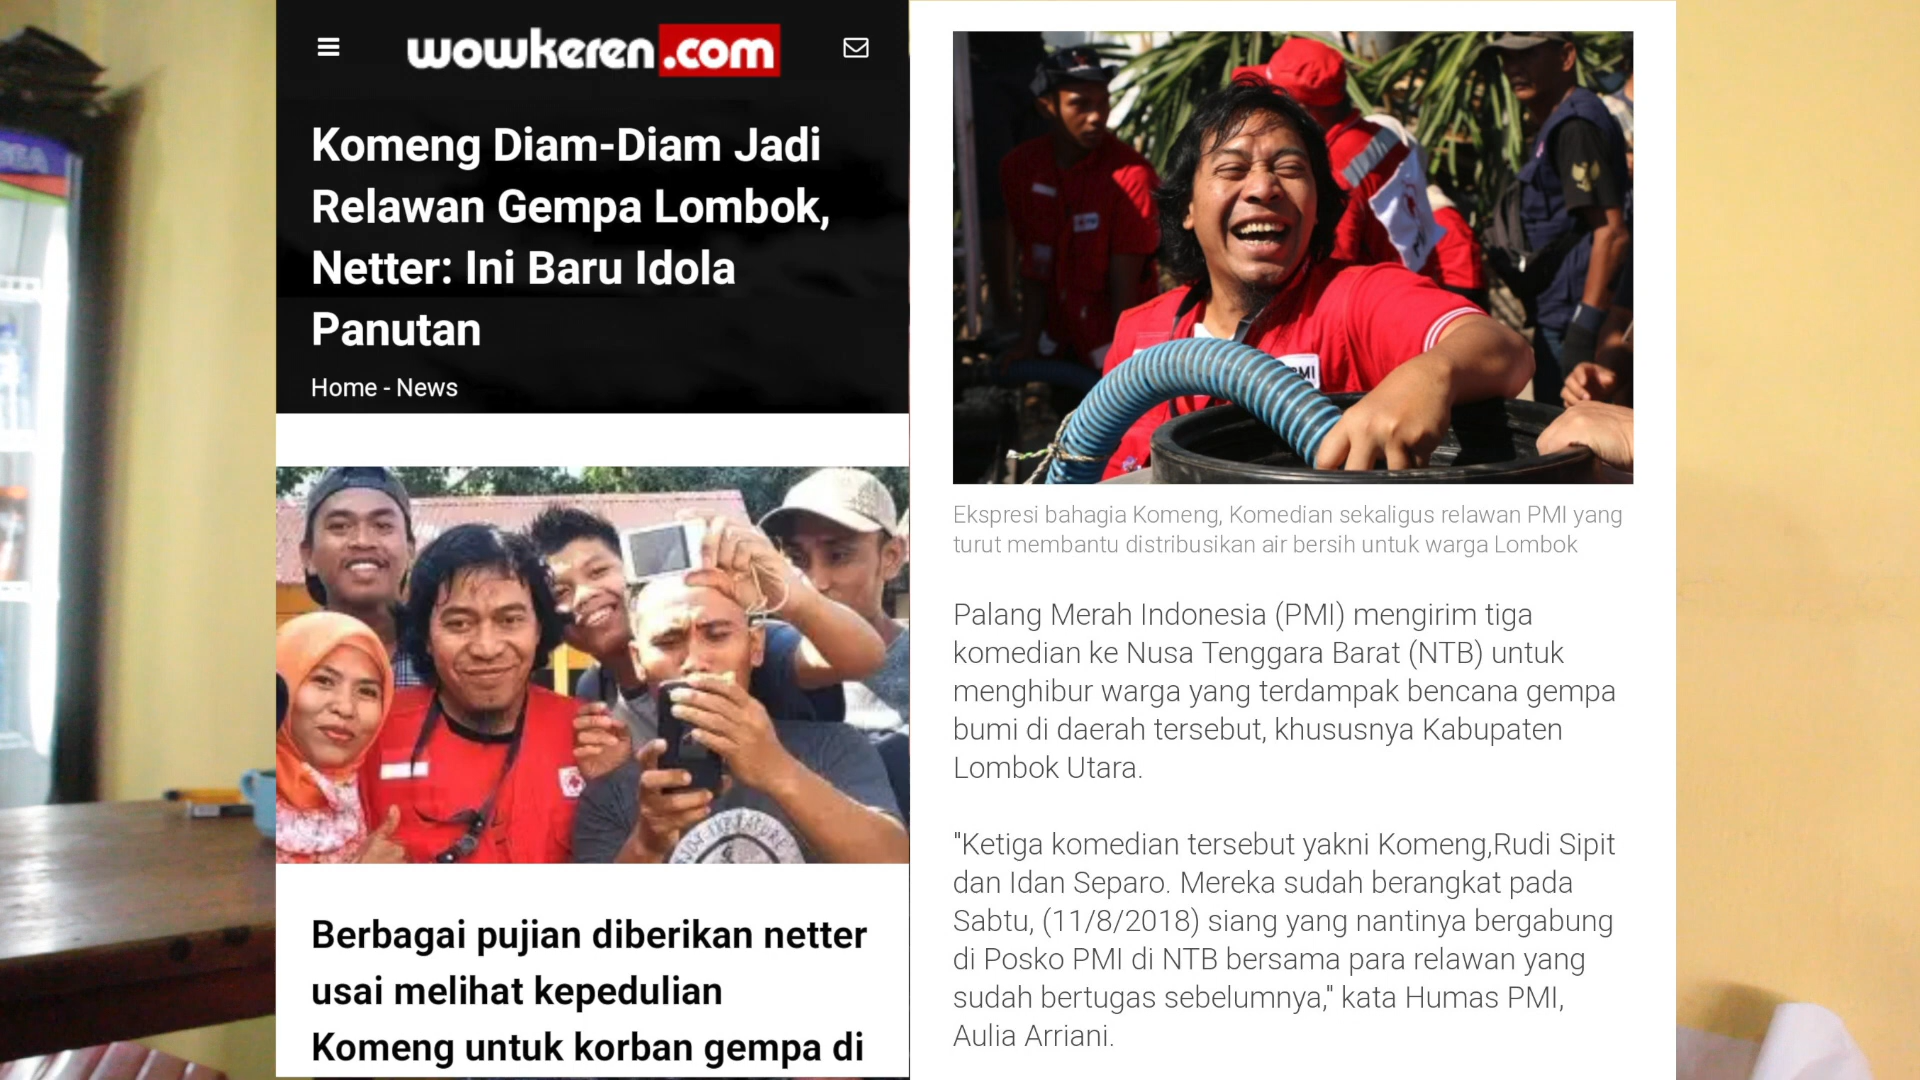 wowkeren.com
Komeng Diam-Diam Jadi
Relawan Gempa Lombok,
Netter: Ini Baru Idola
Panutan
Home - News
Berbagai pujian diberikan netter
usai melihat kepedulian
Komeng untuk korban gempa di
PMI
Ekspresi bahagia Komeng, Komedian sekaligus relawan PMI yang
turut membantu distribusikan air bersih untuk warga Lombok
Palang Merah Indonesia (PMI) mengirim tiga
komedian ke Nusa Tenggara Barat (NTB) untuk
menghibur warga yang terdampak bencana gempa
bumi di daerah tersebut, khususnya Kabupaten
Lombok Utara.
"Ketiga komedian tersebut yakni Komeng,Rudi Sipit
dan Idan Separo. Mereka sudah berangkat pada
Sabtu, (11/8/2018) siang yang nantinya bergabung
di Posko PMI di NTB bersama para relawan yang
sudah bertugas sebelumnya," kata Humas PMI,
Aulia Arriani.